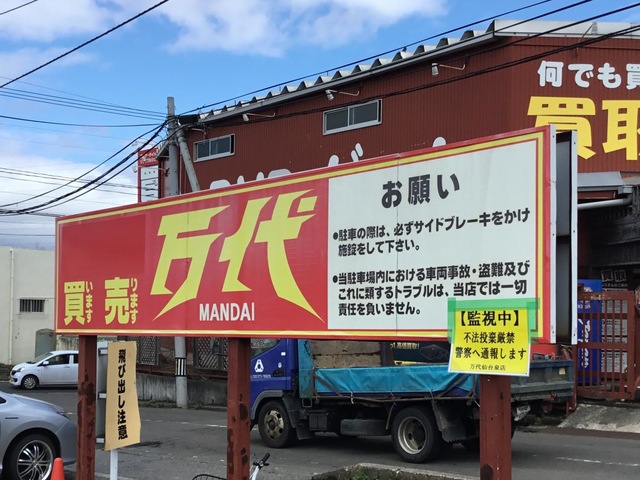 何でも買
買取
買います
売ります
万代
MANDAI
お願い
●駐車の際は、必ずサイドブレーキをかけ
施錠をして下さい。
●当駐車場内における車両事故・盗難及び
これに類するトラブルは、当店では一切
責任を負いません。
【監視中】
不法投棄厳禁
警察へ通報します
万代仙台泉店
飛び出し注意